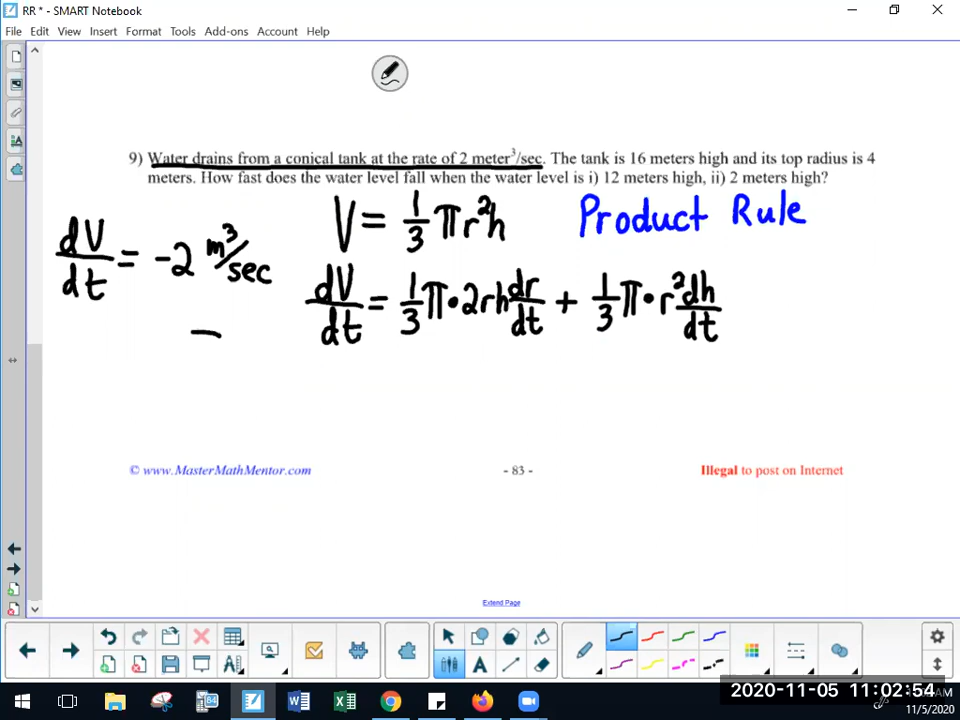 RR * - SMART Notebook
File Edit View Insert Format Tools Add-ons Account Help
9) Water drains from a conical tank at the rate of 2 meter³/sec. The tank is 16 meters high and its top radius is 4
meters. How fast does the water level fall when the water level is i) 12 meters high, ii) 2 meters high?
V = 1/3 πr²h Product Rule
dV/dt = -2 m³/sec
dV/dt = 1/3 π • 2rh dr/dt + 1/3 π • r² dh/dt
© www.MasterMathMentor.com - 83 - Illegal to post on Internet
Extend Page
2020-11-05 11:02:54
11/5/2020